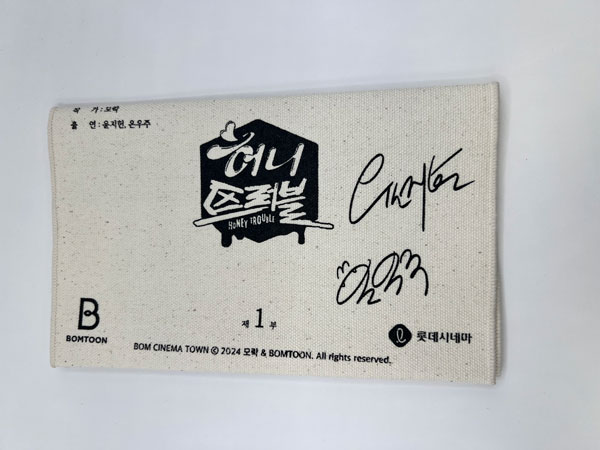 작 가 : 모락
출 연 : 윤지현, 온우주
허니
트러블
HONEY TROUBLE
제 1 부
BOMTOON
롯데시네마
BOM CINEMA TOWN ⓒ 2024 모락 & BOMTOON. All rights reserved.